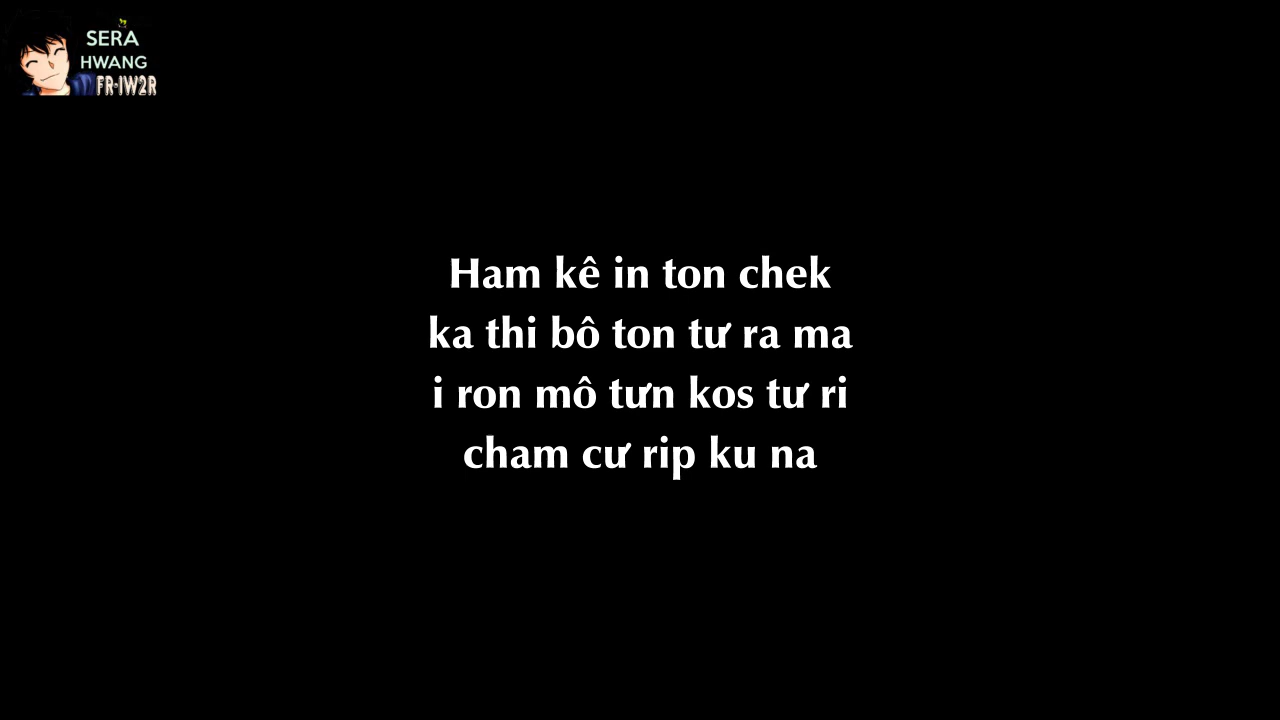 SERA
HWANG
FR-IW2R
Ham kê in ton chek
ka thi bô ton tư ra ma
i ron mô tưn kos tư ri
cham cư rip ku na